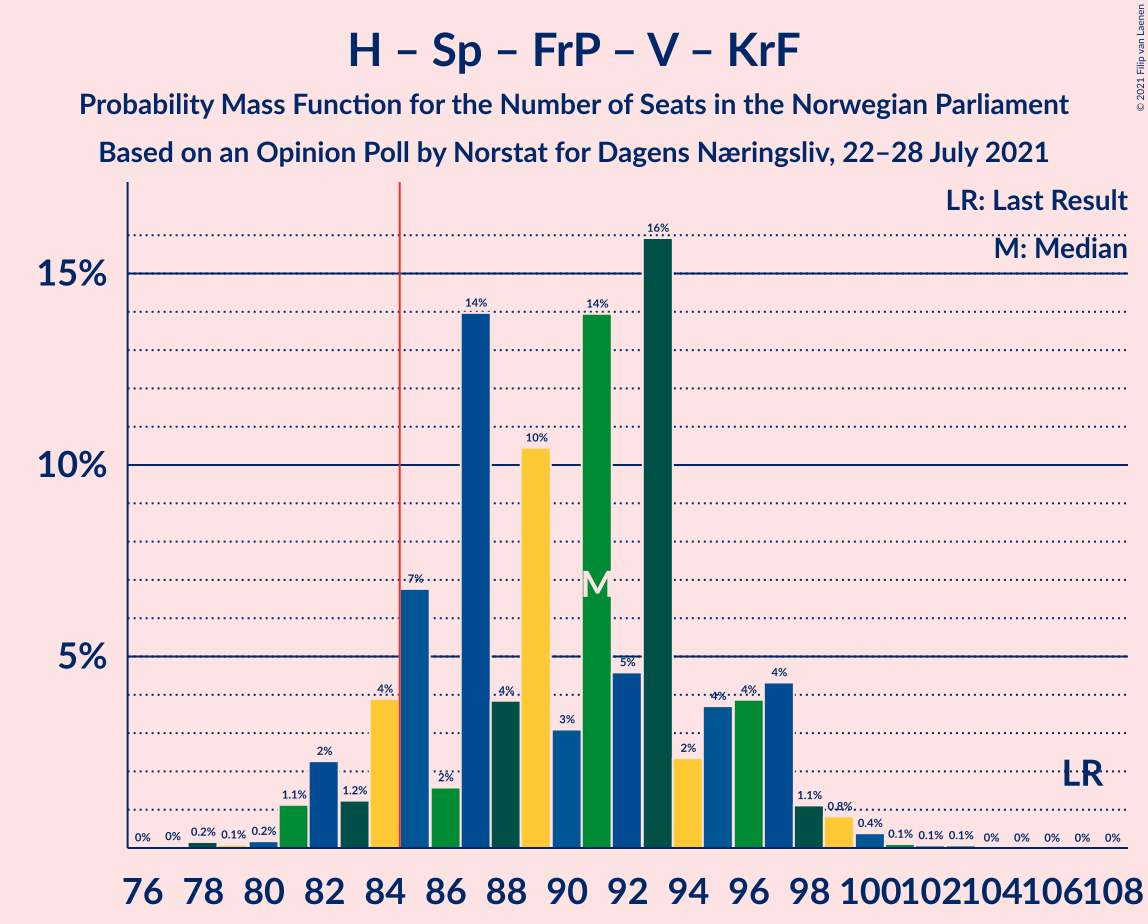 H – Sp – FrP – V – KrF
Probability Mass Function for the Number of Seats in the Norwegian Parliament
Based on an Opinion Poll by Norstat for Dagens Næringsliv, 22–28 July 2021
© 2021 Filip van Laenen
LR: Last Result
M: Median
15%
10%
5%
0% 0% 0.2% 0.1% 0.2% 1.1% 2% 1.2% 4% 7% 2% 14% 4% 10% 3% 14% 5% 16% 2% 4% 4% 4% 1.1% 0.8% 0.4% 0.1% 0.1% 0.1% 0% 0% 0% 0% 0%
M
LR
76 78 80 82 84 86 88 90 92 94 96 98 100 102 104 106 108